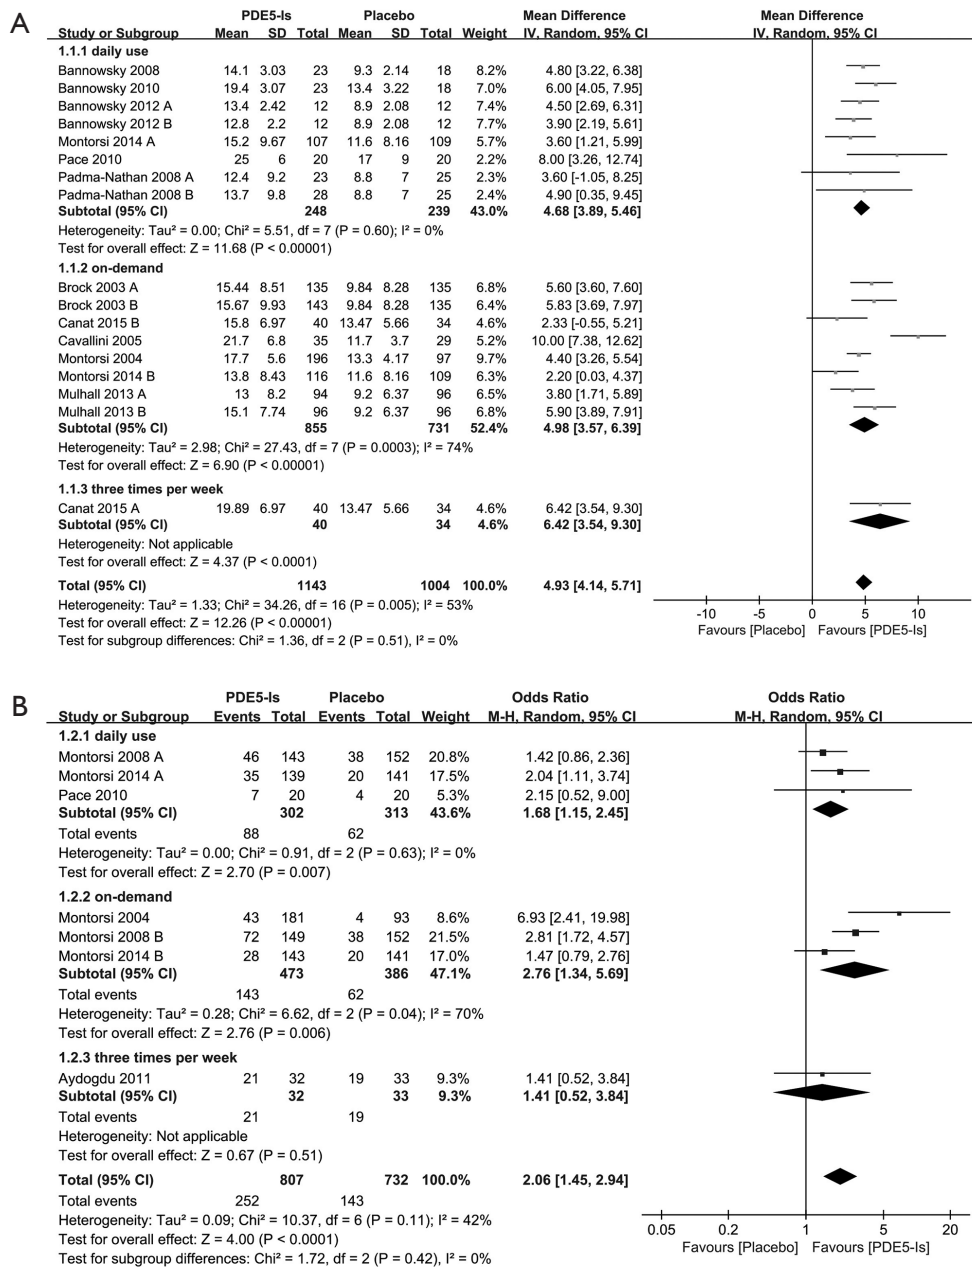 A
PDE5-Is Placebo Mean Difference Mean Difference
Study or Subgroup Mean SD Total Mean SD Total Weight IV, Random, 95% CI IV, Random, 95% CI
1.1.1 daily use
Bannowsky 2008 14.1 3.03 23 9.3 2.14 18 8.2% 4.80 [3.22, 6.38]
Bannowsky 2010 19.4 3.07 23 13.4 3.22 18 7.0% 6.00 [4.05, 7.95]
Bannowsky 2012 A 13.4 2.42 12 8.9 2.08 12 7.4% 4.50 [2.69, 6.31]
Bannowsky 2012 B 12.8 2.2 12 8.9 2.08 12 7.7% 3.90 [2.19, 5.61]
Montorsi 2014 A 15.2 9.67 107 11.6 8.16 109 5.7% 3.60 [1.21, 5.99]
Pace 2010 25 6 20 17 9 20 2.2% 8.00 [3.26, 12.74]
Padma-Nathan 2008 A 12.4 9.2 23 8.8 7 25 2.3% 3.60 [-1.05, 8.25]
Padma-Nathan 2008 B 13.7 9.8 28 8.8 7 25 2.4% 4.90 [0.35, 9.45]
Subtotal (95% CI) 248 239 43.0% 4.68 [3.89, 5.46]
Heterogeneity: Tau² = 0.00; Chi² = 5.51, df = 7 (P = 0.60); I² = 0%
Test for overall effect: Z = 11.68 (P < 0.00001)
1.1.2 on-demand
Brock 2003 A 15.44 8.51 135 9.84 8.28 135 6.8% 5.60 [3.60, 7.60]
Brock 2003 B 15.67 9.93 143 9.84 8.28 135 6.4% 5.83 [3.69, 7.97]
Canat 2015 B 15.8 6.97 40 13.47 5.66 34 4.6% 2.33 [-0.55, 5.21]
Cavallini 2005 21.7 6.8 35 11.7 3.7 29 5.2% 10.00 [7.38, 12.62]
Montorsi 2004 17.7 5.6 196 13.3 4.17 97 9.7% 4.40 [3.26, 5.54]
Montorsi 2014 B 13.8 8.43 116 11.6 8.16 109 6.3% 2.20 [0.03, 4.37]
Mulhall 2013 A 13 8.2 94 9.2 6.37 96 6.5% 3.80 [1.71, 5.89]
Mulhall 2013 B 15.1 7.74 96 9.2 6.37 96 6.8% 5.90 [3.89, 7.91]
Subtotal (95% CI) 855 731 52.4% 4.98 [3.57, 6.39]
Heterogeneity: Tau² = 2.98; Chi² = 27.43, df = 7 (P = 0.0003); I² = 74%
Test for overall effect: Z = 6.90 (P < 0.00001)
1.1.3 three times per week
Canat 2015 A 19.89 6.97 40 13.47 5.66 34 4.6% 6.42 [3.54, 9.30]
Subtotal (95% CI) 40 34 4.6% 6.42 [3.54, 9.30]
Heterogeneity: Not applicable
Test for overall effect: Z = 4.37 (P < 0.0001)
Total (95% CI) 1143 1004 100.0% 4.93 [4.14, 5.71]
Heterogeneity: Tau² = 1.33; Chi² = 34.26, df = 16 (P = 0.005); I² = 53%
Test for overall effect: Z = 12.26 (P < 0.00001)
Test for subgroup differences: Chi² = 1.36, df = 2 (P = 0.51), I² = 0%
-10 -5 0 5 10
Favours [Placebo] Favours [PDE5-Is]
B
PDE5-Is Placebo Odds Ratio Odds Ratio
Study or Subgroup Events Total Events Total Weight M-H, Random, 95% CI M-H, Random, 95% CI
1.2.1 daily use
Montorsi 2008 A 46 143 38 152 20.8% 1.42 [0.86, 2.36]
Montorsi 2014 A 35 139 20 141 17.5% 2.04 [1.11, 3.74]
Pace 2010 7 20 4 20 5.3% 2.15 [0.52, 9.00]
Subtotal (95% CI) 302 313 43.6% 1.68 [1.15, 2.45]
Total events 88 62
Heterogeneity: Tau² = 0.00; Chi² = 0.91, df = 2 (P = 0.63); I² = 0%
Test for overall effect: Z = 2.70 (P = 0.007)
1.2.2 on-demand
Montorsi 2004 43 181 4 93 8.6% 6.93 [2.41, 19.98]
Montorsi 2008 B 72 149 38 152 21.5% 2.81 [1.72, 4.57]
Montorsi 2014 B 28 143 20 141 17.0% 1.47 [0.79, 2.76]
Subtotal (95% CI) 473 386 47.1% 2.76 [1.34, 5.69]
Total events 143 62
Heterogeneity: Tau² = 0.28; Chi² = 6.62, df = 2 (P = 0.04); I² = 70%
Test for overall effect: Z = 2.76 (P = 0.006)
1.2.3 three times per week
Aydogdu 2011 21 32 19 33 9.3% 1.41 [0.52, 3.84]
Subtotal (95% CI) 32 33 9.3% 1.41 [0.52, 3.84]
Total events 21 19
Heterogeneity: Not applicable
Test for overall effect: Z = 0.67 (P = 0.51)
Total (95% CI) 807 732 100.0% 2.06 [1.45, 2.94]
Total events 252 143
Heterogeneity: Tau² = 0.09; Chi² = 10.37, df = 6 (P = 0.11); I² = 42%
Test for overall effect: Z = 4.00 (P < 0.0001)
Test for subgroup differences: Chi² = 1.72, df = 2 (P = 0.42), I² = 0%
0.05 0.2 1 5 20
Favours [Placebo] Favours [PDE5-Is]